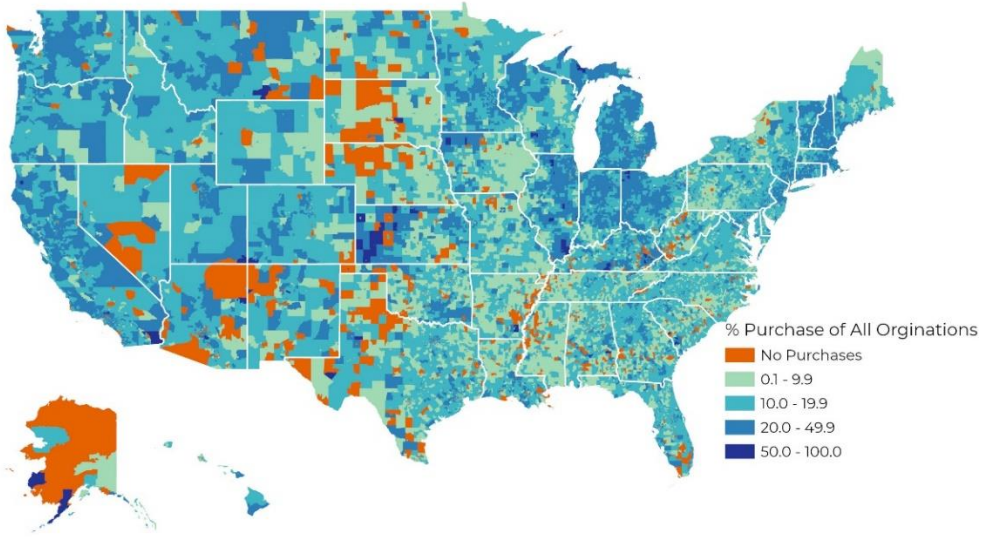 % Purchase of All Orginations
No Purchases
0.1 - 9.9
10.0 - 19.9
20.0 - 49.9
50.0 - 100.0